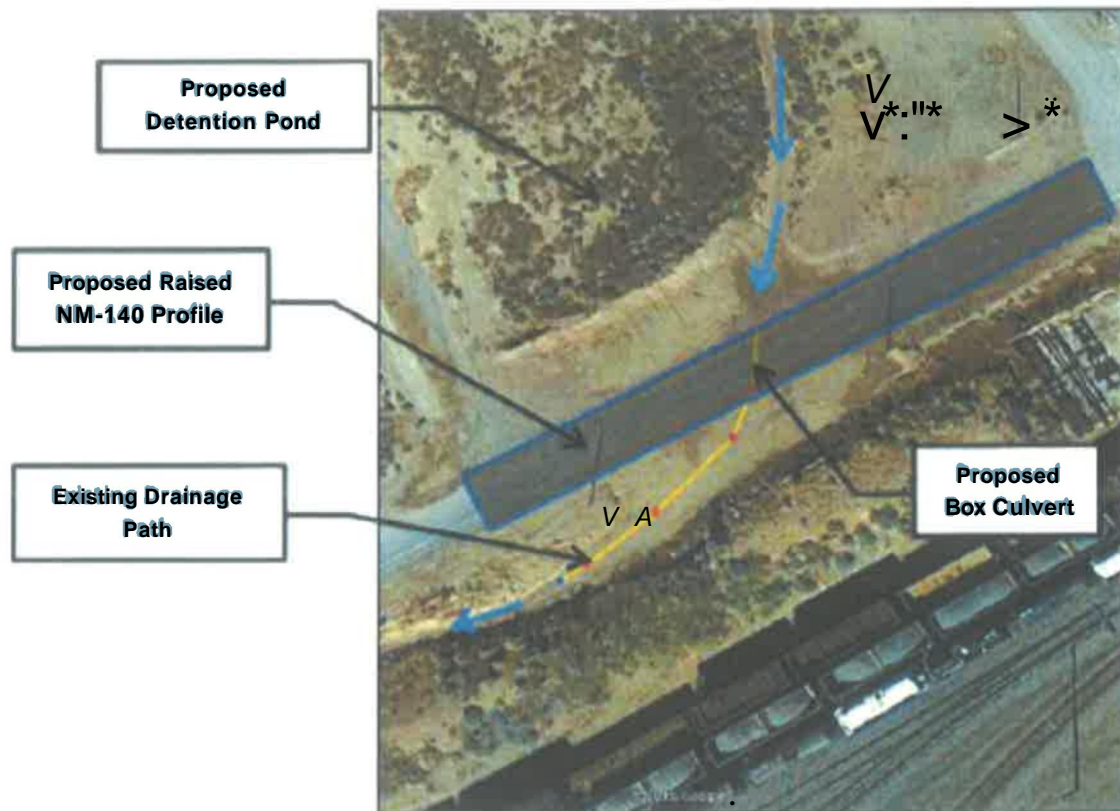 Proposed
Detention Pond
V
V*:"* > *
Proposed Raised
NM-140 Profile
Existing Drainage
Path
V A
Proposed
Box Culvert